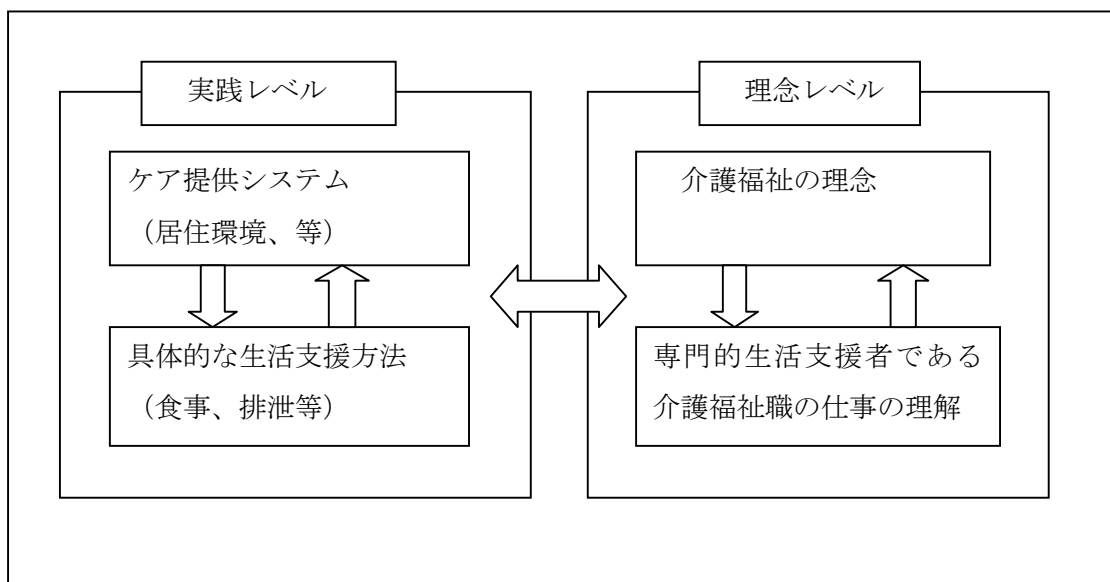 実践レベル
ケア提供システム
（居住環境、等）
具体的な生活支援方法
（食事、排泄等）
理念レベル
介護福祉の理念
専門的生活支援者である
介護福祉職の仕事の理解